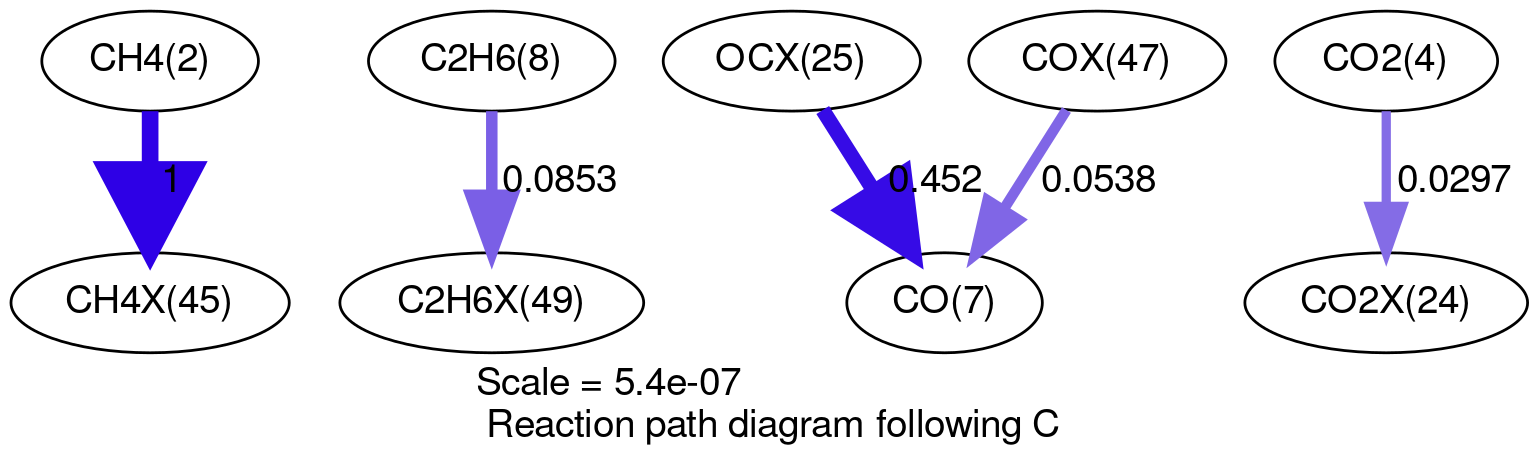 CH4(2)
C2H6(8)
OCX(25)
COX(47)
CO2(4)
1
0.0853
0.452
0.0538
0.0297
CH4X(45)
C2H6X(49)
CO(7)
CO2X(24)
Scale = 5.4e-07
Reaction path diagram following C